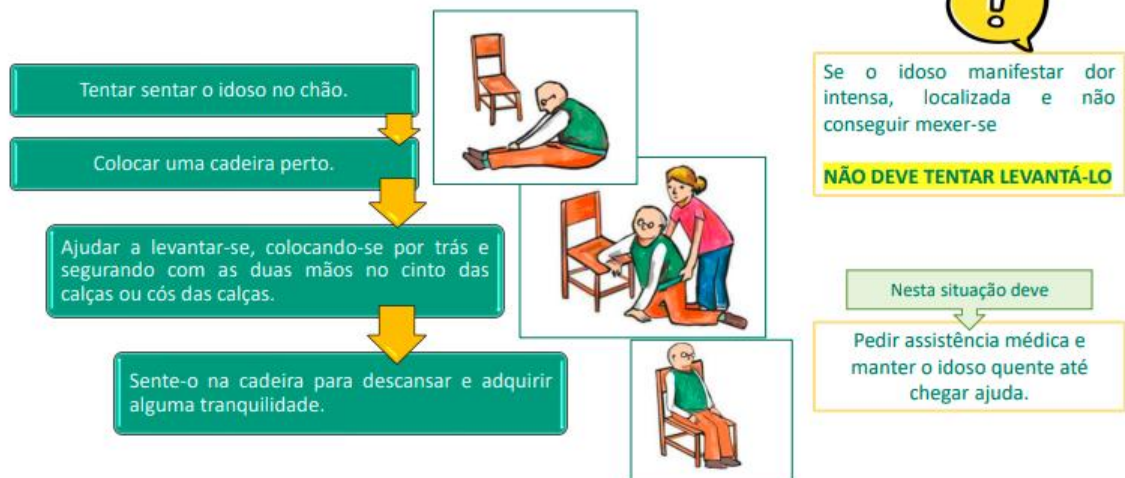 Tentar sentar o idoso no chão.
Colocar uma cadeira perto.
Ajudar a levantar-se, colocando-se por trás e
segurando com as duas mãos no cinto das
calças ou cós das calças.
Sente-o na cadeira para descansar e adquirir
alguma tranquilidade.
!
Se o idoso manifestar dor
intensa, localizada e não
conseguir mexer-se
NÃO DEVE TENTAR LEVANTÁ-LO
Nesta situação deve
Pedir assistência médica e
manter o idoso quente até
chegar ajuda.